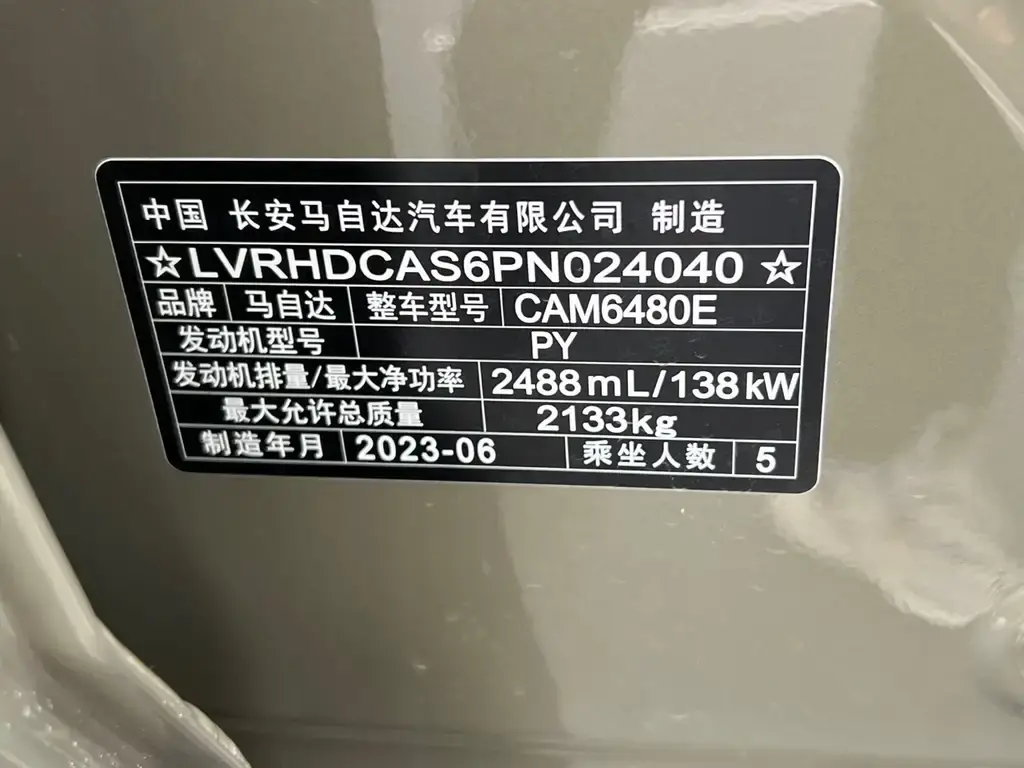 中国 长安马自达汽车有限公司 制造
☆LVRHDCAS6PN024040☆
品牌 马自达 整车型号 CAM6480E
发动机型号 PY
发动机排量/最大净功率 2488mL/138kW
最大允许总质量 2133kg
制造年月 2023-06 乘坐人数 5